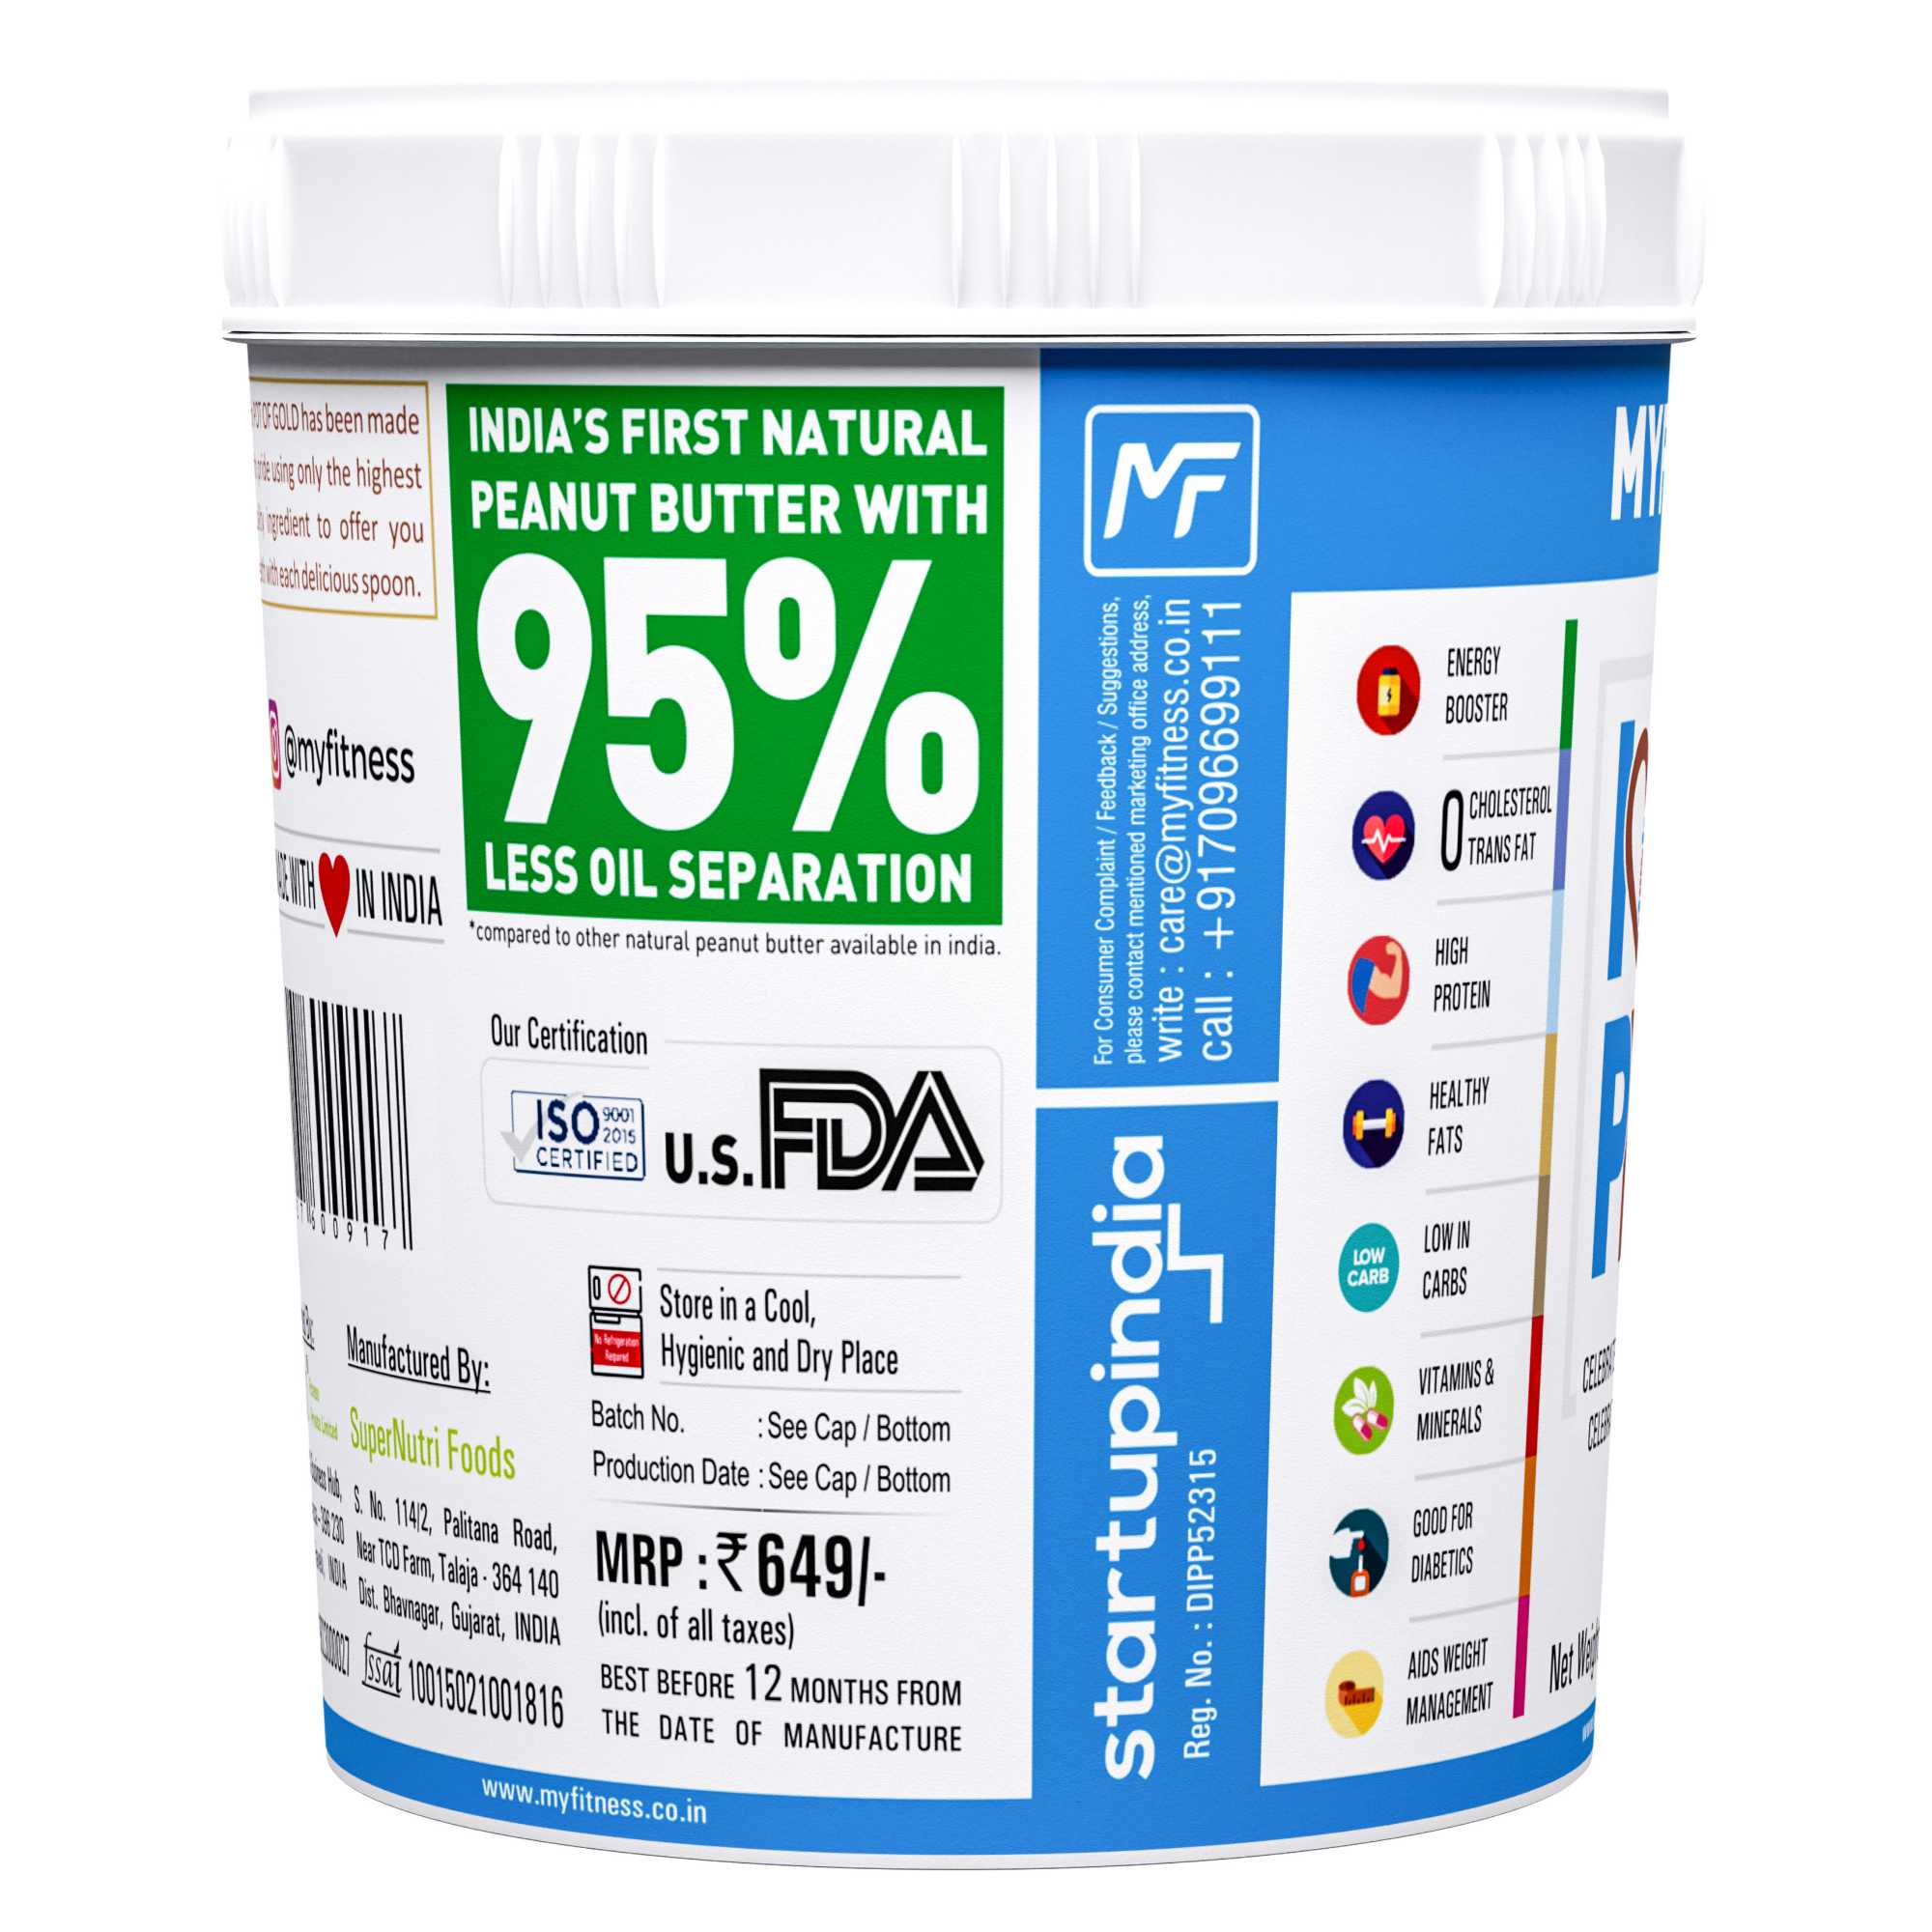 OF GOLD has been made
using only the highest
ingredient to offer you
with each delicious spoon.
@myfitness
WITH ❤ IN INDIA
600917
Manufactured By:
SuperNutri Foods
S. No. 114/2, Palitana Road,
Near TCD Farm, Talaja - 364 140
Dist. Bhavnagar, Gujarat, INDIA
fssai 10015021001816
INDIA'S FIRST NATURAL
PEANUT BUTTER WITH
95%
LESS OIL SEPARATION
*compared to other natural peanut butter available in india.
Our Certification
ISO 9001
2015
CERTIFIED
U.S. FDA
No Refrigeration
Required
Store in a Cool,
Hygienic and Dry Place
Batch No. : See Cap / Bottom
Production Date : See Cap / Bottom
MRP : ₹ 649/-
(incl. of all taxes)
BEST BEFORE 12 MONTHS FROM
THE DATE OF MANUFACTURE
www.myfitness.co.in
MF
For Consumer Complaint / Feedback / Suggestions,
please contact mentioned marketing office address,
write : care@myfitness.co.in
call : +917096699111
startupindia
Reg. No. : DIPP52315
ENERGY
BOOSTER
0 CHOLESTEROL
TRANS FAT
HIGH
PROTEIN
HEALTHY
FATS
LOW
CARB
LOW IN
CARBS
VITAMINS &
MINERALS
GOOD FOR
DIABETICS
AIDS WEIGHT
MANAGEMENT
MY
Net